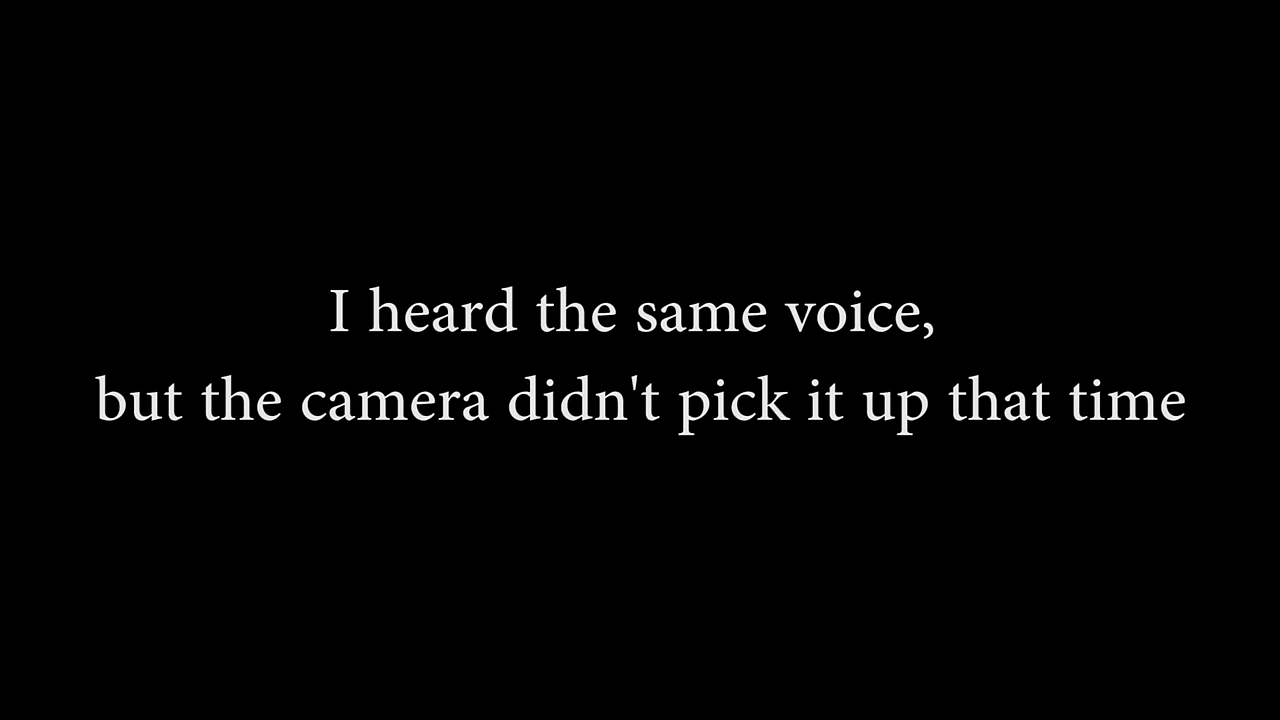 I heard the same voice,
but the camera didn't pick it up that time